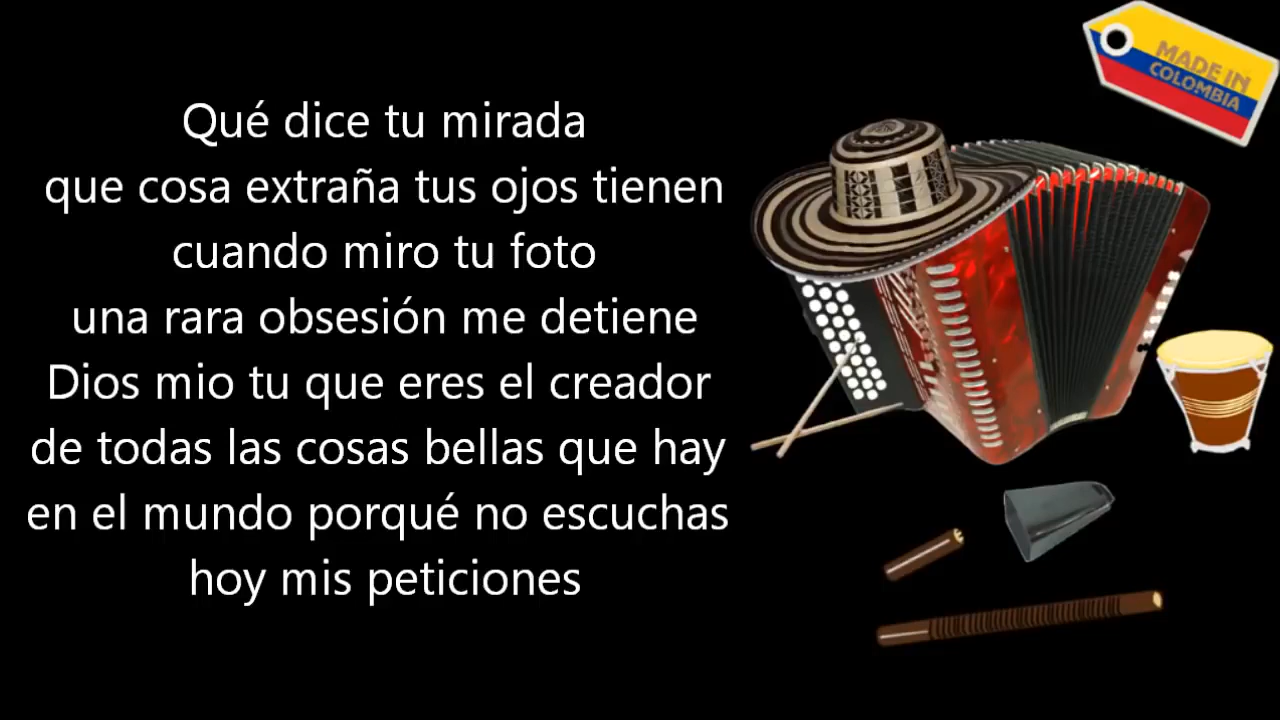 Qué dice tu mirada
que cosa extraña tus ojos tienen
cuando miro tu foto
una rara obsesión me detiene
Dios mio tu que eres el creador
de todas las cosas bellas que hay
en el mundo porqué no escuchas
hoy mis peticiones
MADE IN
COLOMBIA